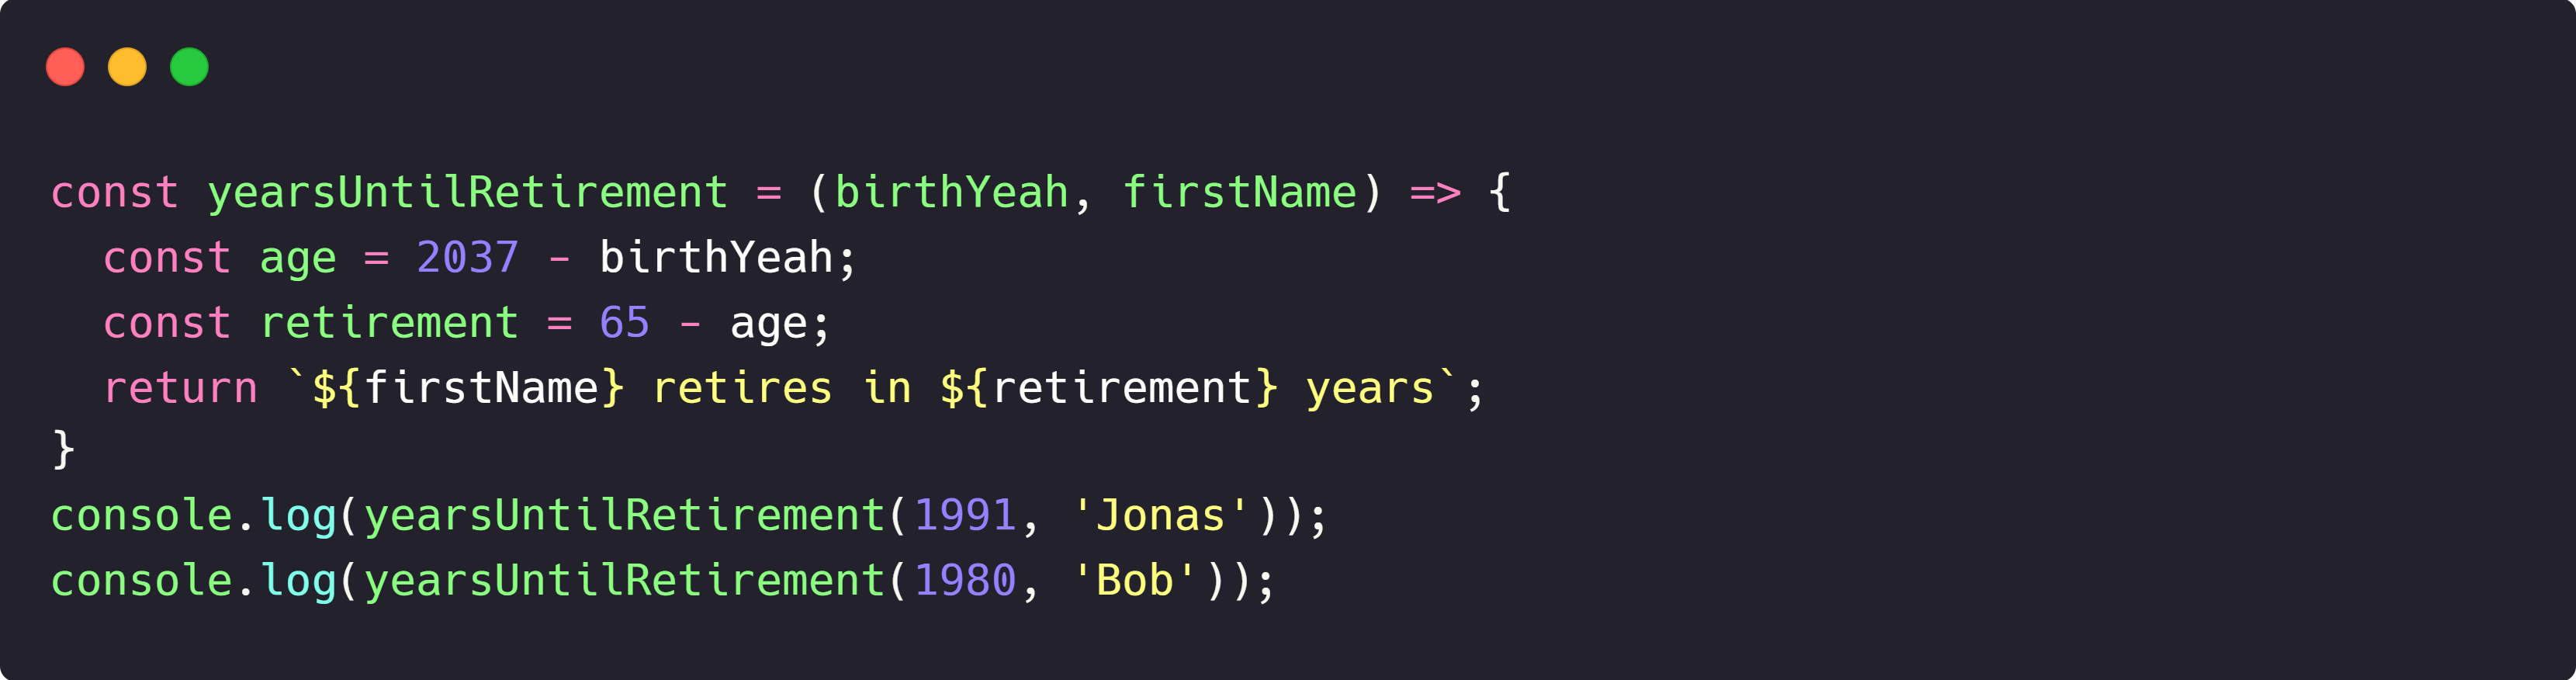 const yearsUntilRetirement = (birthYeah, firstName) => {
  const age = 2037 - birthYeah;
  const retirement = 65 - age;
  return `${firstName} retires in ${retirement} years`;
}
console.log(yearsUntilRetirement(1991, 'Jonas'));
console.log(yearsUntilRetirement(1980, 'Bob'));